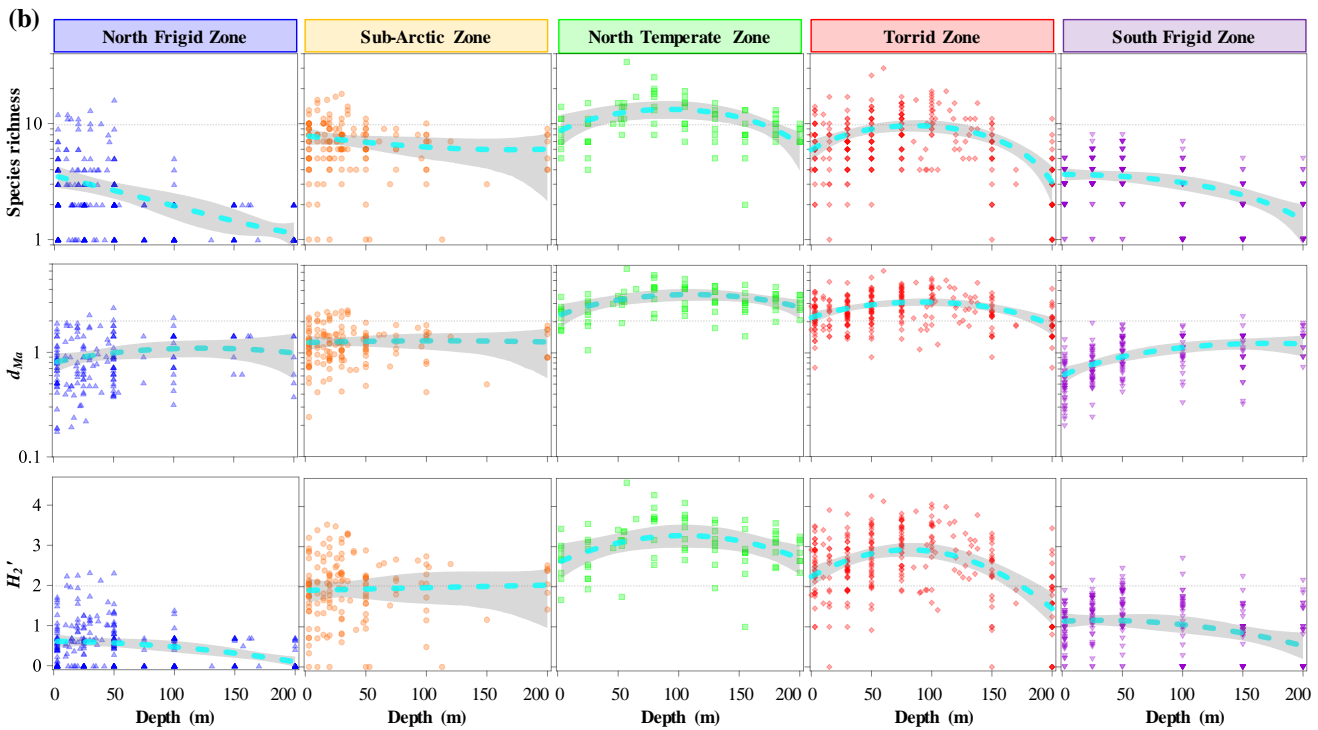 (b)
North Frigid Zone
Sub-Arctic Zone
North Temperate Zone
Torrid Zone
South Frigid Zone
Species richness
10
1
d_Ma
1
0.1
H_2'
4
3
2
1
0
0 50 100 150 200
0 50 100 150 200
0 50 100 150 200
0 50 100 150 200
0 50 100 150 200
Depth (m)
Depth (m)
Depth (m)
Depth (m)
Depth (m)